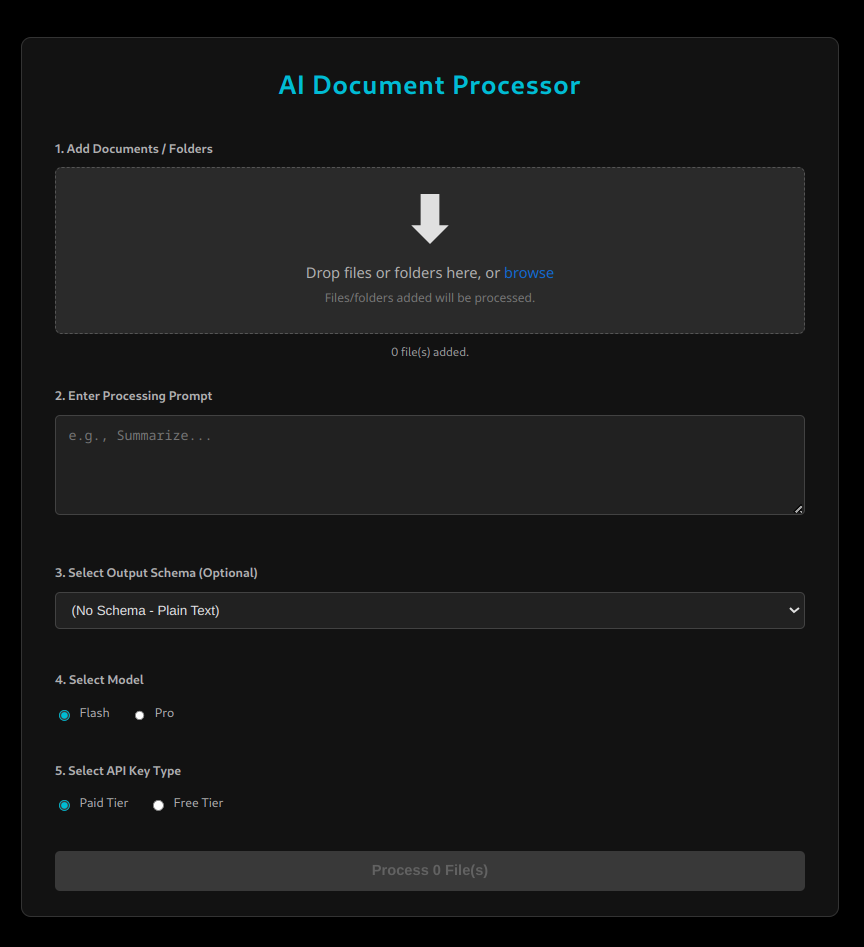 AI Document Processor
1. Add Documents / Folders
Drop files or folders here, or browse
Files/folders added will be processed.
0 file(s) added.
2. Enter Processing Prompt
e.g., Summarize...
3. Select Output Schema (Optional)
(No Schema - Plain Text)
4. Select Model
Flash Pro
5. Select API Key Type
Paid Tier Free Tier
Process 0 File(s)